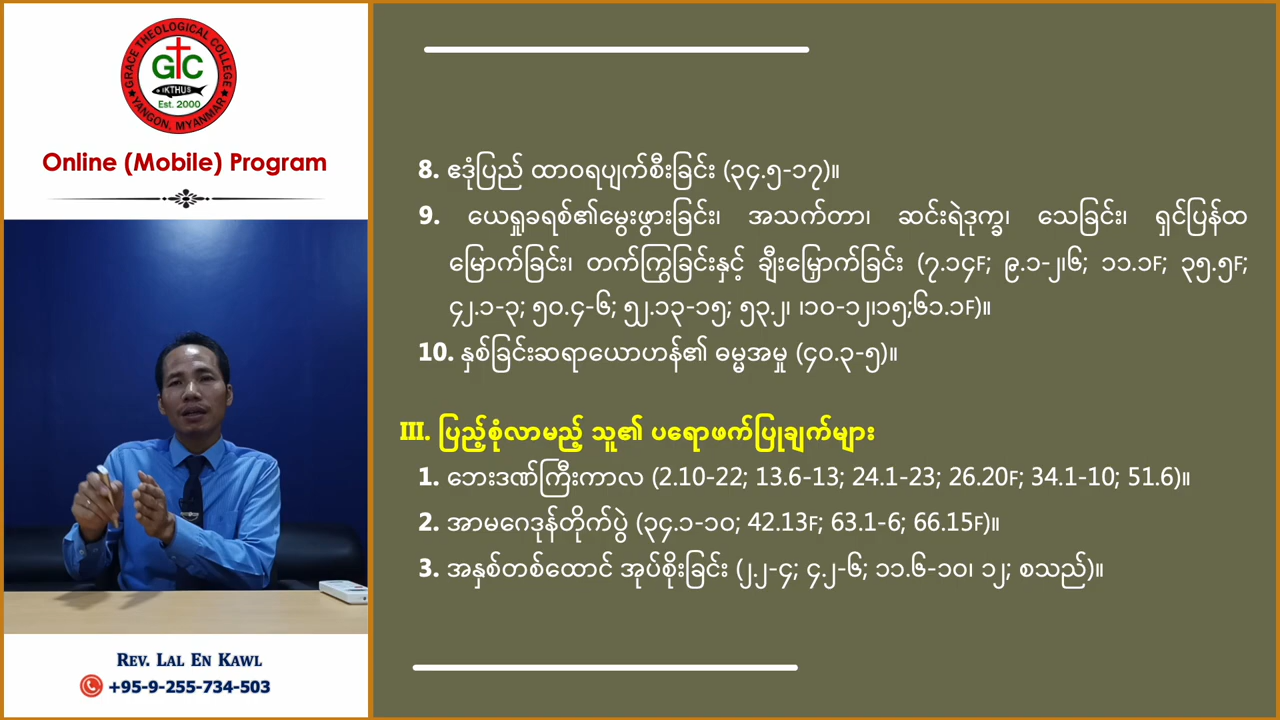 GRACE THEOLOGICAL COLLEGE
GTC
IKTHUS
Est. 2000
YANGON, MYANMAR
Online (Mobile) Program
REV. LAL EN KAWL
+95-9-255-734-503
8. ဧဒုံပြည် ထာဝရပျက်စီးခြင်း (၃၄.၅-၁၇)။
9. ယေရှုခရစ်၏မွေးဖွားခြင်း၊ အသက်တာ၊ ဆင်းရဲဒုက္ခ၊ သေခြင်း၊ ရှင်ပြန်ထ
မြောက်ခြင်း၊ တက်ကြွခြင်းနှင့် ချီးမြှောက်ခြင်း (၇.၁၄F; ၉.၁-၂၊၆; ၁၁.၁F; ၃၅.၅F;
၄၂.၁-၃; ၅၀.၄-၆; ၅၂.၁၃-၁၅; ၅၃.၂၊ ၊၁၀-၁၂၊၁၅;၆၁.၁F)။
10. နှစ်ခြင်းဆရာယောဟန်၏ ဓမ္မအမှု (၄၀.၃-၅)။
III. ပြည့်စုံလာမည့် သူ၏ ပရောဖက်ပြုချက်များ
1. ဘေးဒဏ်ကြီးကာလ (2.10-22; 13.6-13; 24.1-23; 26.20F; 34.1-10; 51.6)။
2. အာမဂေဒုန်တိုက်ပွဲ (၃၄.၁-၁၀; 42.13F; 63.1-6; 66.15F)။
3. အနှစ်တစ်ထောင် အုပ်စိုးခြင်း (၂.၂-၄; ၄.၂-၆; ၁၁.၆-၁၀၊ ၁၂; စသည်)။